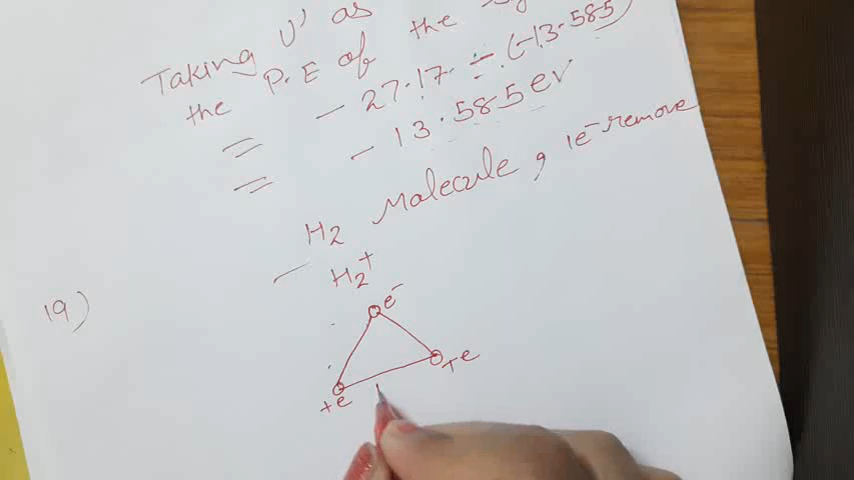 Taking U' as
the P.E of the
= - 27.17 ÷ (-13.585)
= - 13.585 eV
- H2 Molecule, 1e- remove
19)
H2+
e-
+e
+e